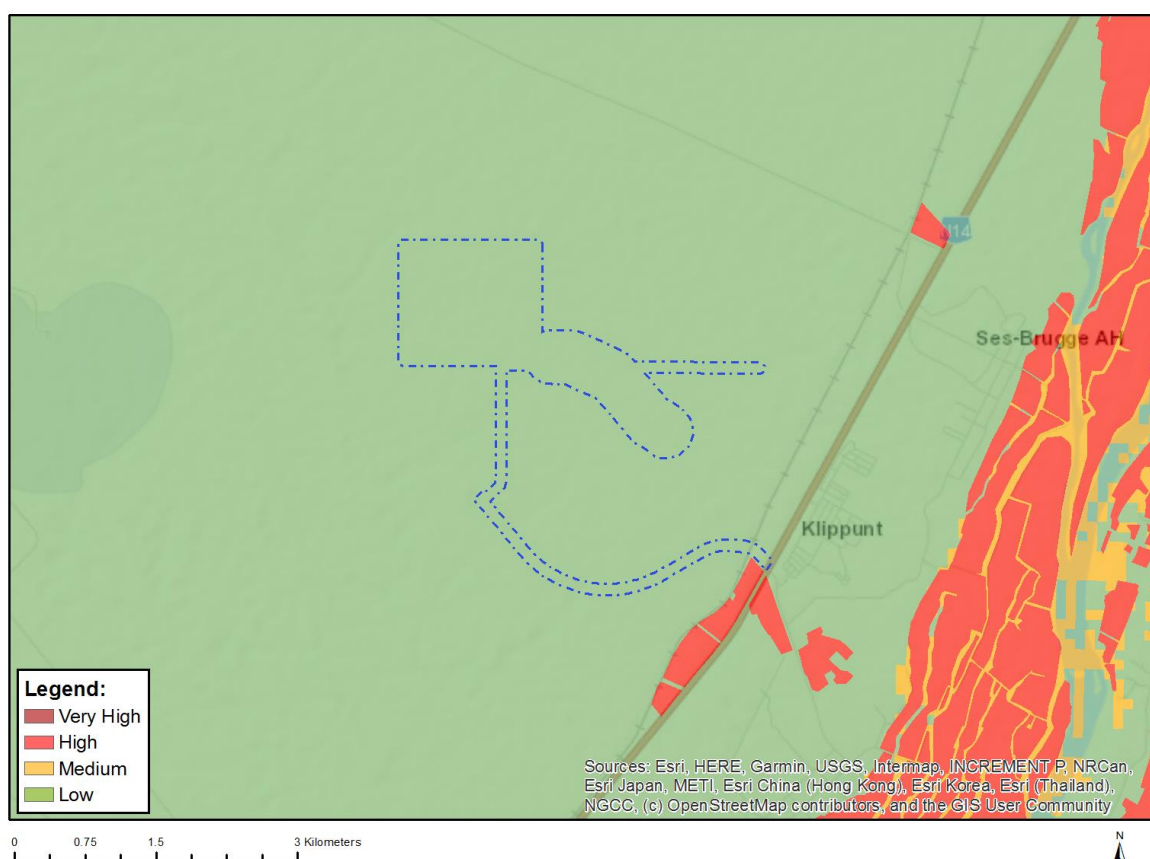 N14
Ses-Brugge AH
Klippunt
Legend:
Very High
High
Medium
Low
Sources: Esri, HERE, Garmin, USGS, Intermap, INCREMENT P, NRCan,
Esri Japan, METI, Esri China (Hong Kong), Esri Korea, Esri (Thailand),
NGCC, (c) OpenStreetMap contributors, and the GIS User Community
0 0.75 1.5 3 Kilometers
N